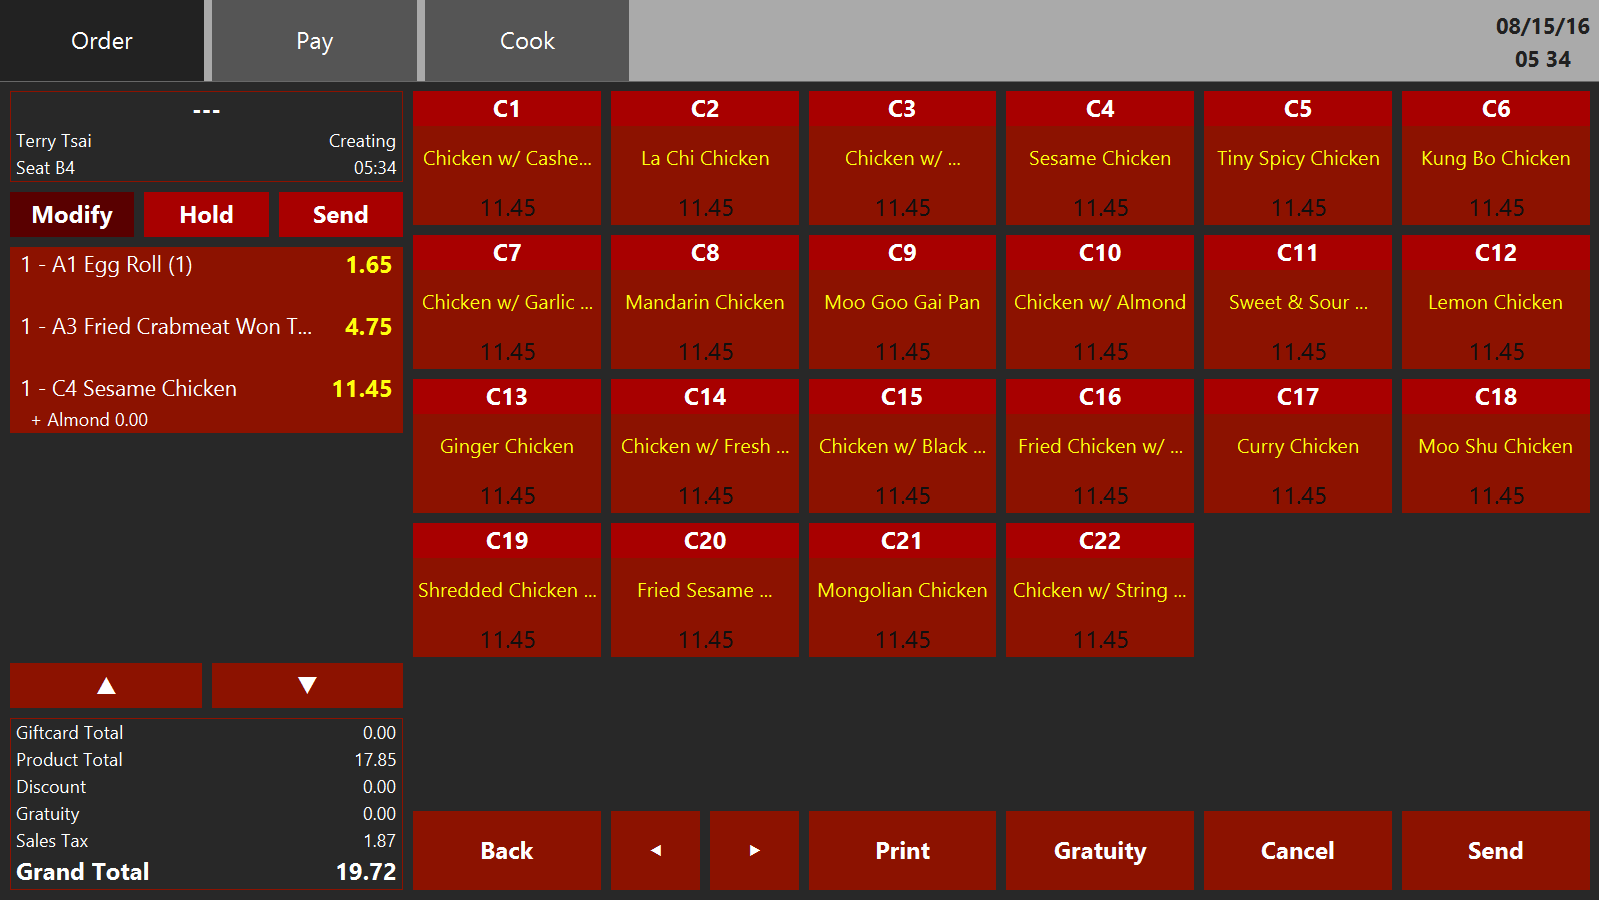 Order Pay Cook
08/15/16
05 34
---
Terry Tsai Creating
Seat B4 05:34
Modify Hold Send
1 - A1 Egg Roll (1) 1.65
1 - A3 Fried Crabmeat Won T... 4.75
1 - C4 Sesame Chicken 11.45
+ Almond 0.00
▲ ▼
Giftcard Total 0.00
Product Total 17.85
Discount 0.00
Gratuity 0.00
Sales Tax 1.87
Grand Total 19.72
C1 C2 C3 C4 C5 C6
Chicken w/ Cashe... La Chi Chicken Chicken w/ ... Sesame Chicken Tiny Spicy Chicken Kung Bo Chicken
11.45 11.45 11.45 11.45 11.45 11.45
C7 C8 C9 C10 C11 C12
Chicken w/ Garlic ... Mandarin Chicken Moo Goo Gai Pan Chicken w/ Almond Sweet & Sour ... Lemon Chicken
11.45 11.45 11.45 11.45 11.45 11.45
C13 C14 C15 C16 C17 C18
Ginger Chicken Chicken w/ Fresh ... Chicken w/ Black ... Fried Chicken w/ ... Curry Chicken Moo Shu Chicken
11.45 11.45 11.45 11.45 11.45 11.45
C19 C20 C21 C22
Shredded Chicken ... Fried Sesame ... Mongolian Chicken Chicken w/ String ...
11.45 11.45 11.45 11.45
Back ◄ ► Print Gratuity Cancel Send